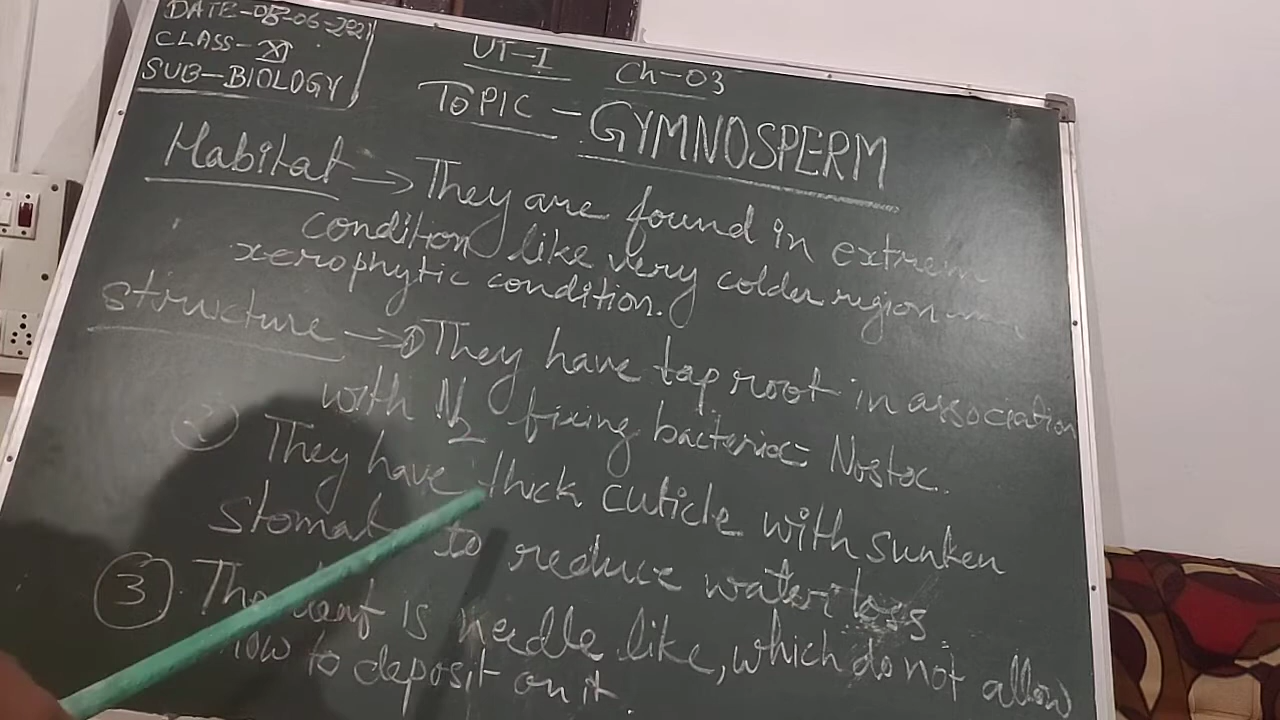 DATE-08-06-2021
CLASS-XI
SUB-BIOLOGY
UT-I Ch-03
TOPIC - GYMNOSPERM
Habitat → They are found in extrem
condition like very colder region
xerophytic condition.
structure → 1) They have tap root in association
with N2 fixing bacteria= Nostoc.
2) They have thick cuticle with sunken
Stomat to reduce water loss
3 The leaf is needle like, which do not allow
to deposit on it.